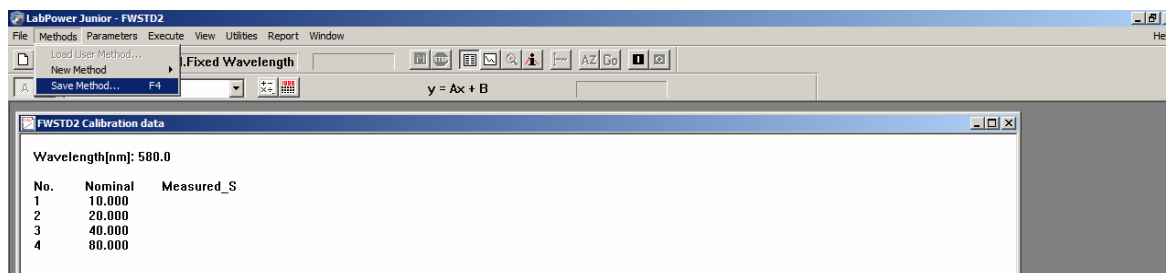 LabPower Junior - FWSTD2
File Methods Parameters Execute View Utilities Report Window
Load User Method...
New Method
Save Method... F4
.Fixed Wavelength
AZ Go
A
y = Ax + B
FWSTD2 Calibration data
Wavelength[nm]: 580.0
No. Nominal Measured_S
1 10.000
2 20.000
3 40.000
4 80.000